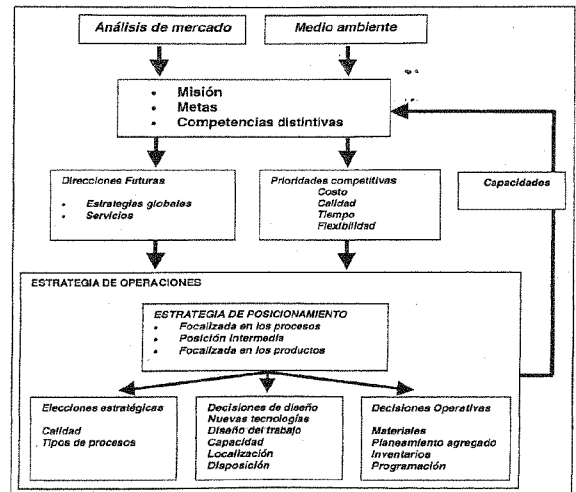 Análisis de mercado
Medio ambiente
• Misión
• Metas
• Competencias distintivas
Direcciones Futuras
• Estrategias globales
• Servicios
Prioridades competitivas
Costo
Calidad
Tiempo
Flexibilidad
Capacidades
ESTRATEGIA DE OPERACIONES
ESTRATEGIA DE POSICIONAMIENTO
• Focalizada en los procesos
• Posición Intermedia
• Focalizada en los productos
Elecciones estratégicas
Calidad
Tipos de procesos
Decisiones de diseño
Nuevas tecnologías
Diseño del trabajo
Capacidad
Localización
Disposición
Decisiones Operativas
Materiales
Planeamiento agregado
Inventarios
Programación